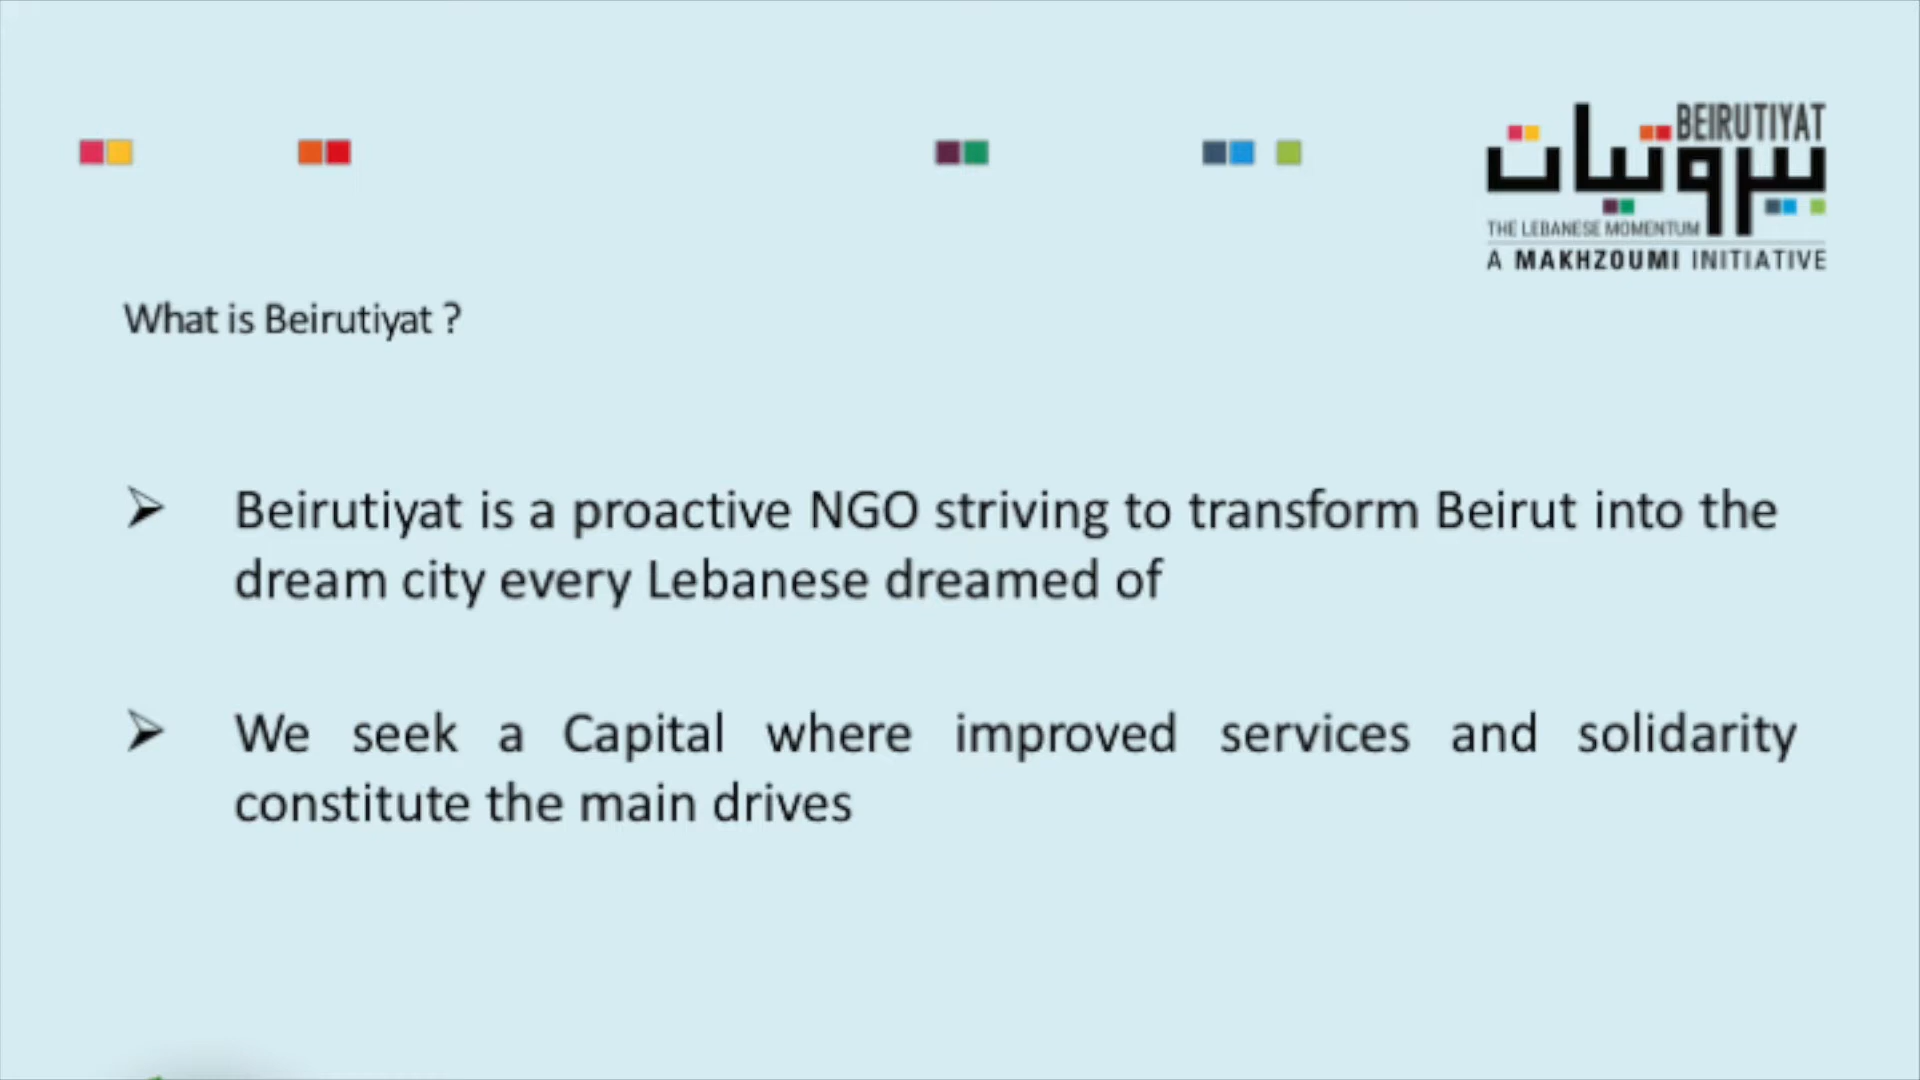 BEIRUTIYAT
بيروتيات
THE LEBANESE MOMENTUM
A MAKHZOUMI INITIATIVE
What is Beirutiyat ?
Beirutiyat is a proactive NGO striving to transform Beirut into the
dream city every Lebanese dreamed of
We seek a Capital where improved services and solidarity
constitute the main drives